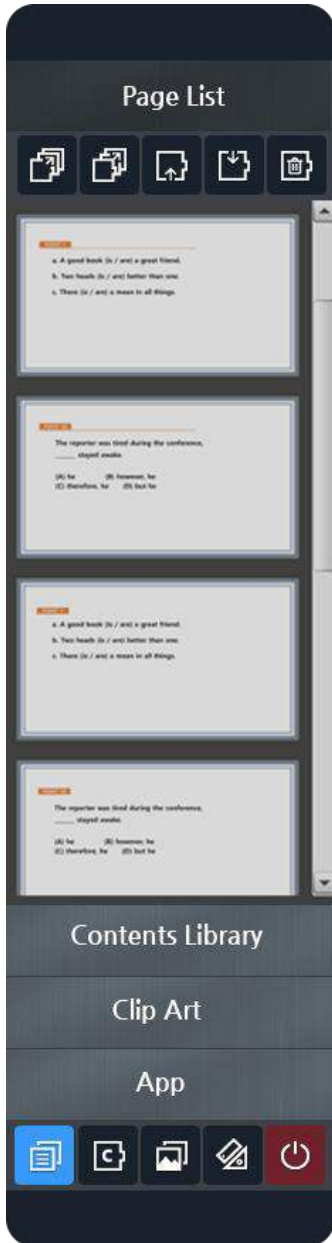 Page List
a. A good book (is / are) a great friend.
b. Two heads (is / are) better than one.
c. There (is / are) a mean in all things.
The reporter was tired during the conference,
_____ stayed awake.
(A) he (B) however, he
(C) therefore, he (D) but he
a. A good book (is / are) a great friend.
b. Two heads (is / are) better than one.
c. There (is / are) a mean in all things.
The reporter was tired during the conference,
_____ stayed awake.
(A) he (B) however, he
(C) therefore, he (D) but he
Contents Library
Clip Art
App
C